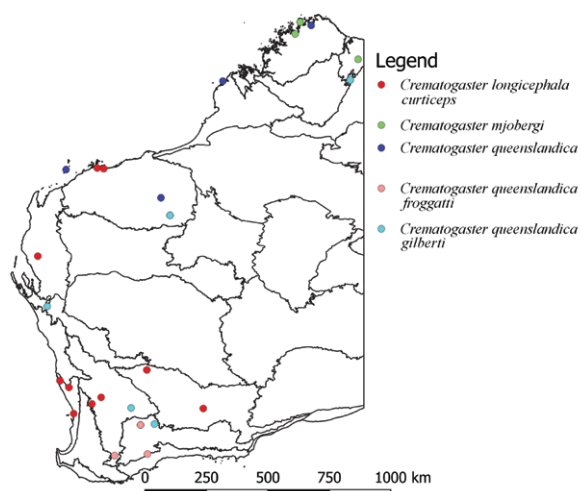 Legend
Crematogaster longicephala
curticeps
Crematogaster mjobergi
Crematogaster queenslandica
Crematogaster queenslandica
froggatti
Crematogaster queenslandica
gilberti
0 250 500 750 1000 km